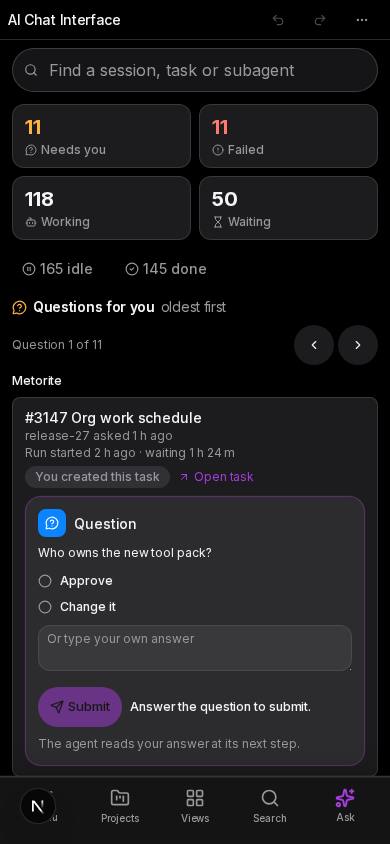 AI Chat Interface
Find a session, task or subagent
11
Needs you
11
Failed
118
Working
50
Waiting
165 idle
145 done
Questions for you oldest first
Question 1 of 11
Metorite
#3147 Org work schedule
release-27 asked 1 h ago
Run started 2 h ago · waiting 1 h 24 m
You created this task
Open task
Question
Who owns the new tool pack?
Approve
Change it
Or type your own answer
Submit
Answer the question to submit.
The agent reads your answer at its next step.
N
Projects
Views
Search
Ask